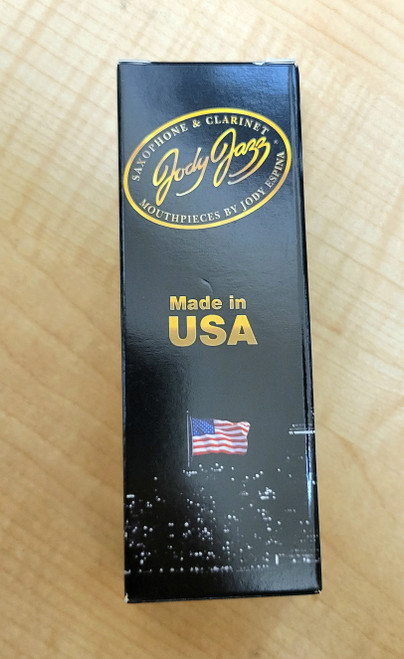 SAXOPHONE & CLARINET
Jody Jazz®
MOUTHPIECES BY JODY ESPINA
Made in
USA